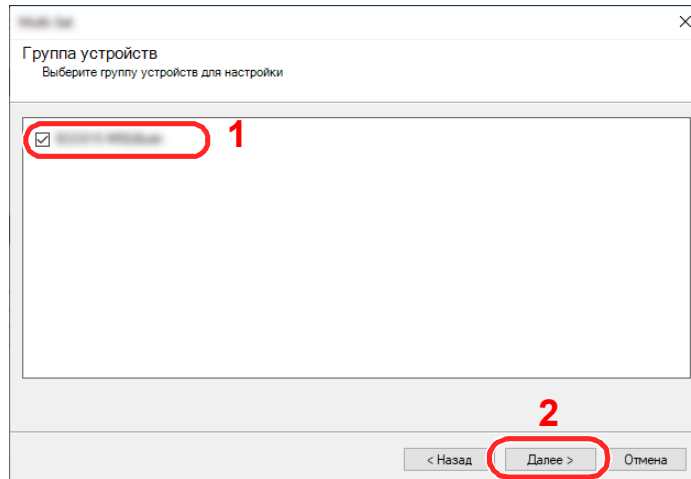 Группа устройств
Выберите группу устройств для настройки
1
2
< Назад
Далее >
Отмена